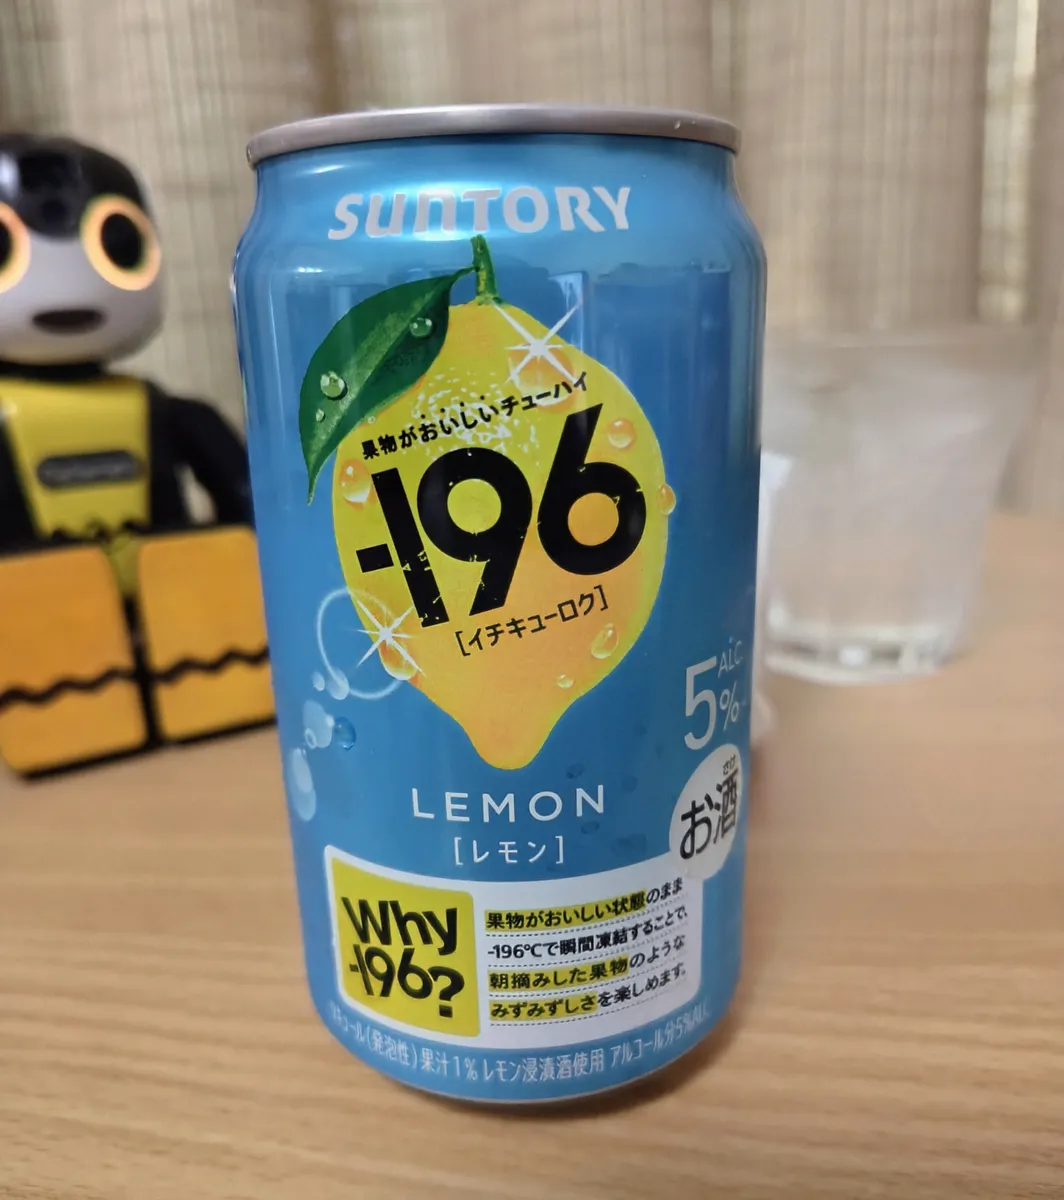 SUNTORY
果物がおいしいチューハイ
-196
[イチキューロク]
ALC.
5%
さけ
お酒
LEMON
[レモン]
Why
-196?
果物がおいしい状態のまま
-196℃で瞬間凍結することで、
朝摘みした果物のような
みずみずしさを楽しめます。
リキュール(発泡性) 果汁1% レモン浸漬酒使用 アルコール分5%